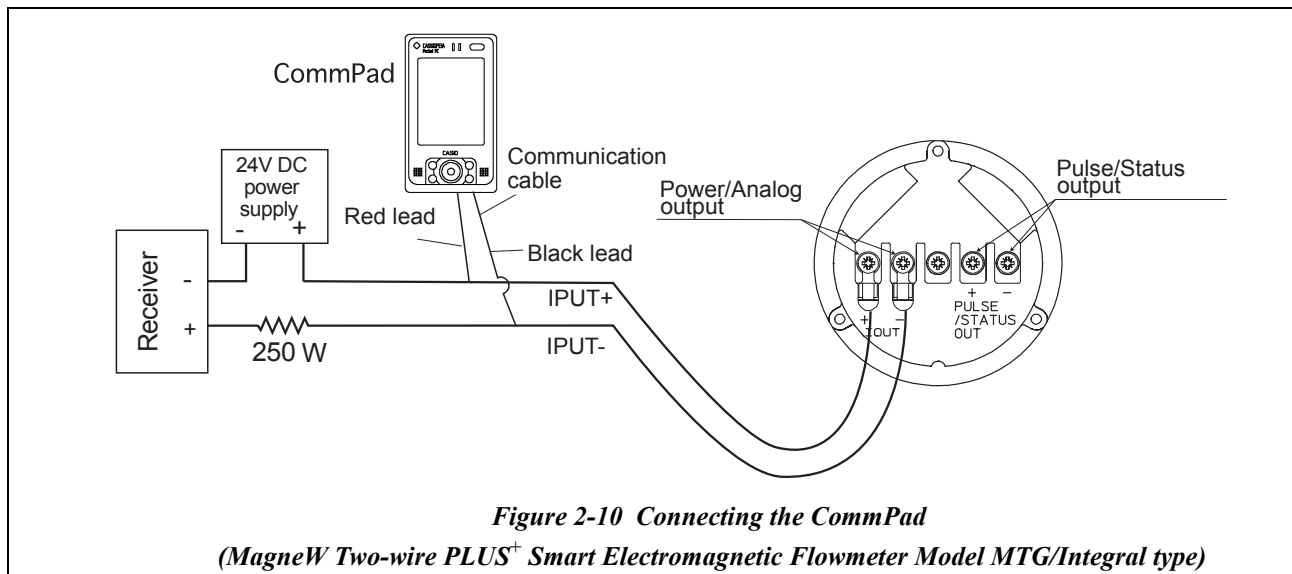 CASSIOPEIA
Pocket PC
CommPad
CASIO
24V DC
power
supply
- +
Communication
cable
Red lead
Black lead
Receiver
-
+
250 W
IPUT+
IPUT-
Power/Analog
output
Pulse/Status
output
+ -
IOUT
+ -
PULSE
/STATUS
OUT
Figure 2-10 Connecting the CommPad
(MagneW Two-wire PLUS+ Smart Electromagnetic Flowmeter Model MTG/Integral type)